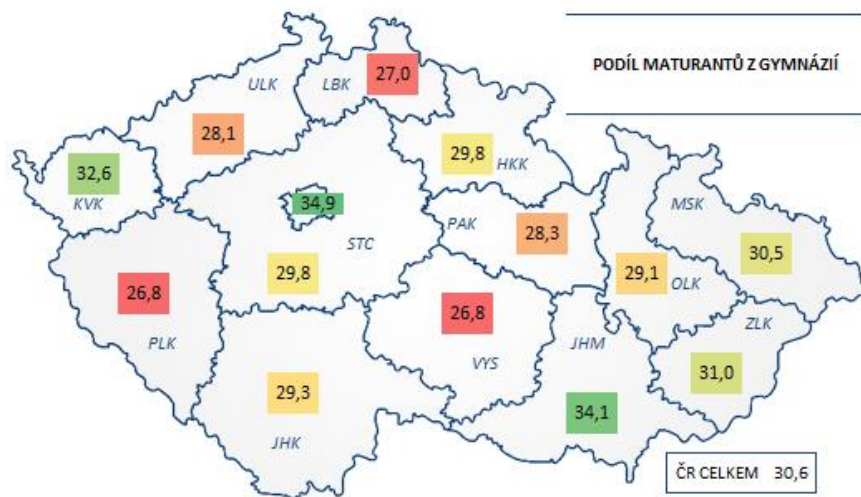 PODÍL MATURANTŮ Z GYMNÁZIÍ
ULK
28,1
LBK
27,0
HKK
29,8
KVK
32,6
34,9
STC
29,8
PAK
28,3
MSK
30,5
OLK
29,1
PLK
26,8
VYS
26,8
JHM
34,1
ZLK
31,0
JHK
29,3
ČR CELKEM 30,6